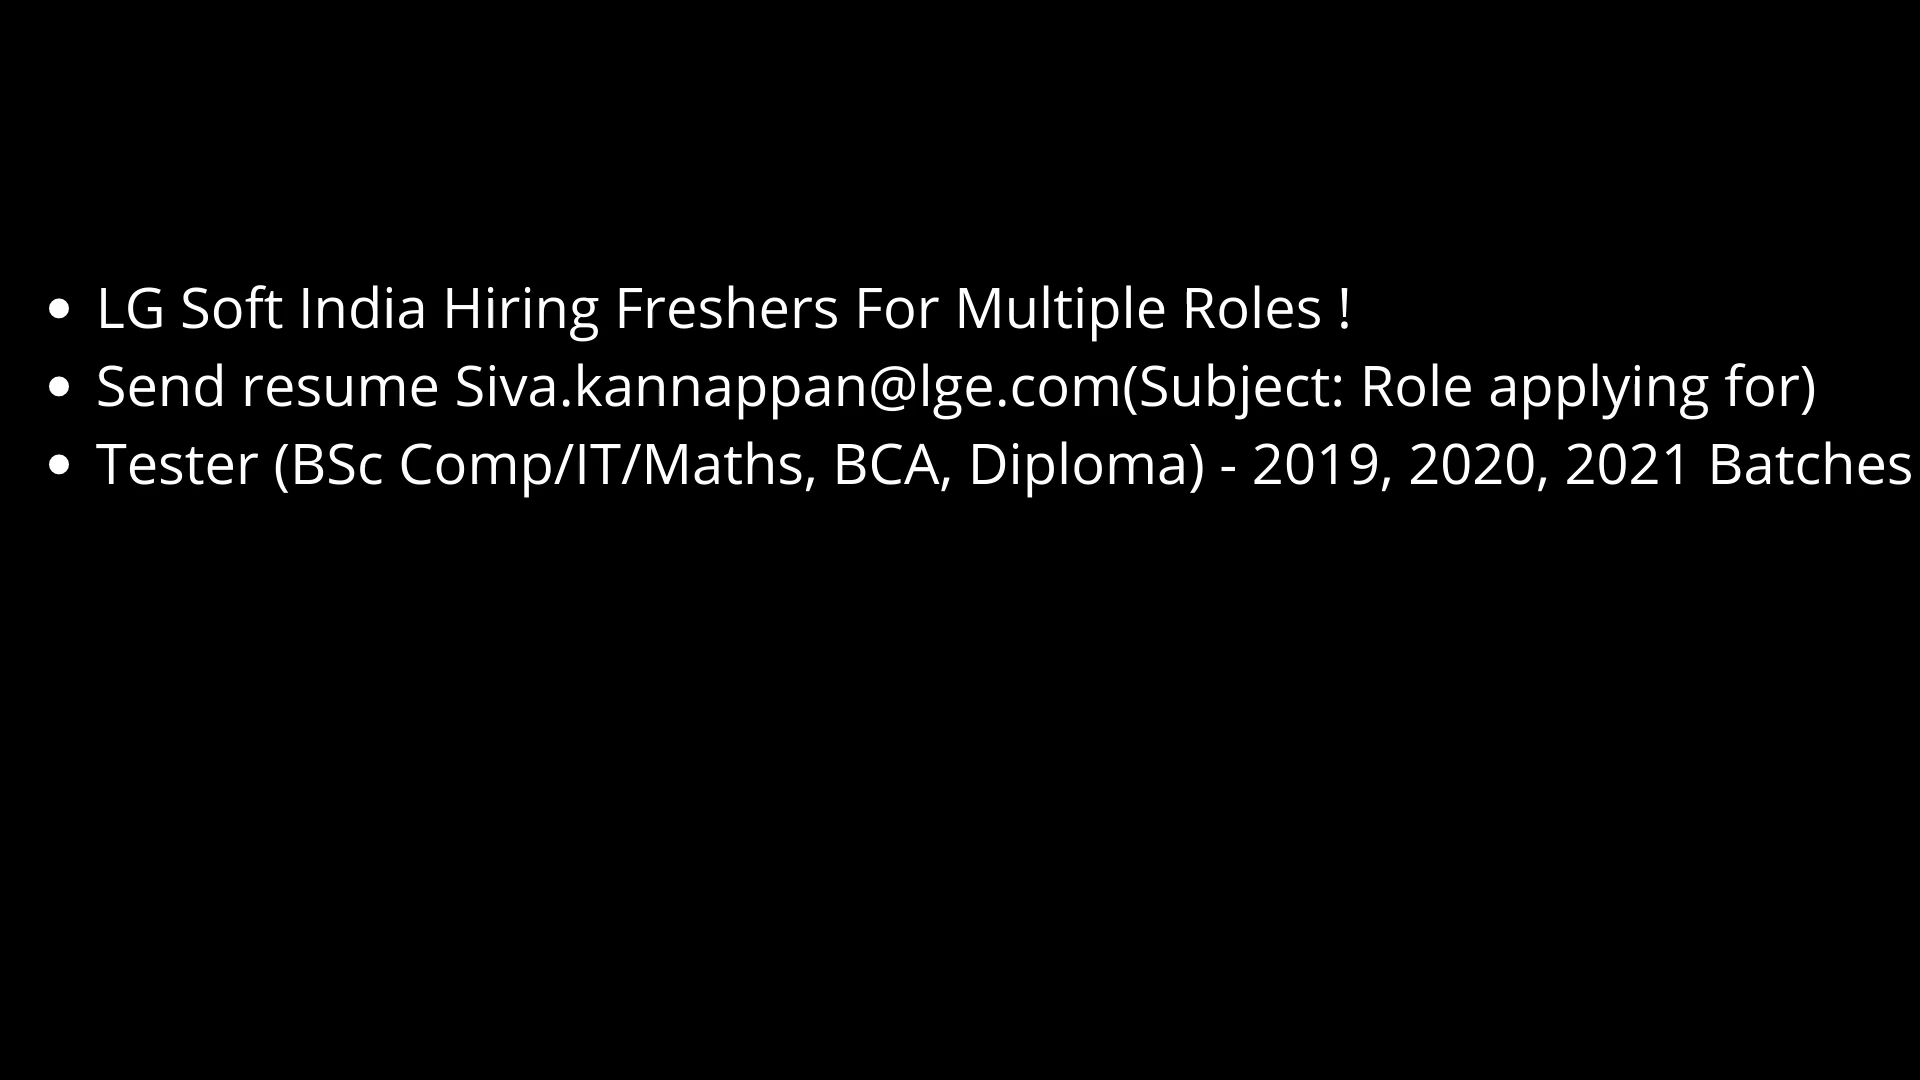 • LG Soft India Hiring Freshers For Multiple Roles !
• Send resume Siva.kannappan@lge.com(Subject: Role applying for)
• Tester (BSc Comp/IT/Maths, BCA, Diploma) - 2019, 2020, 2021 Batches